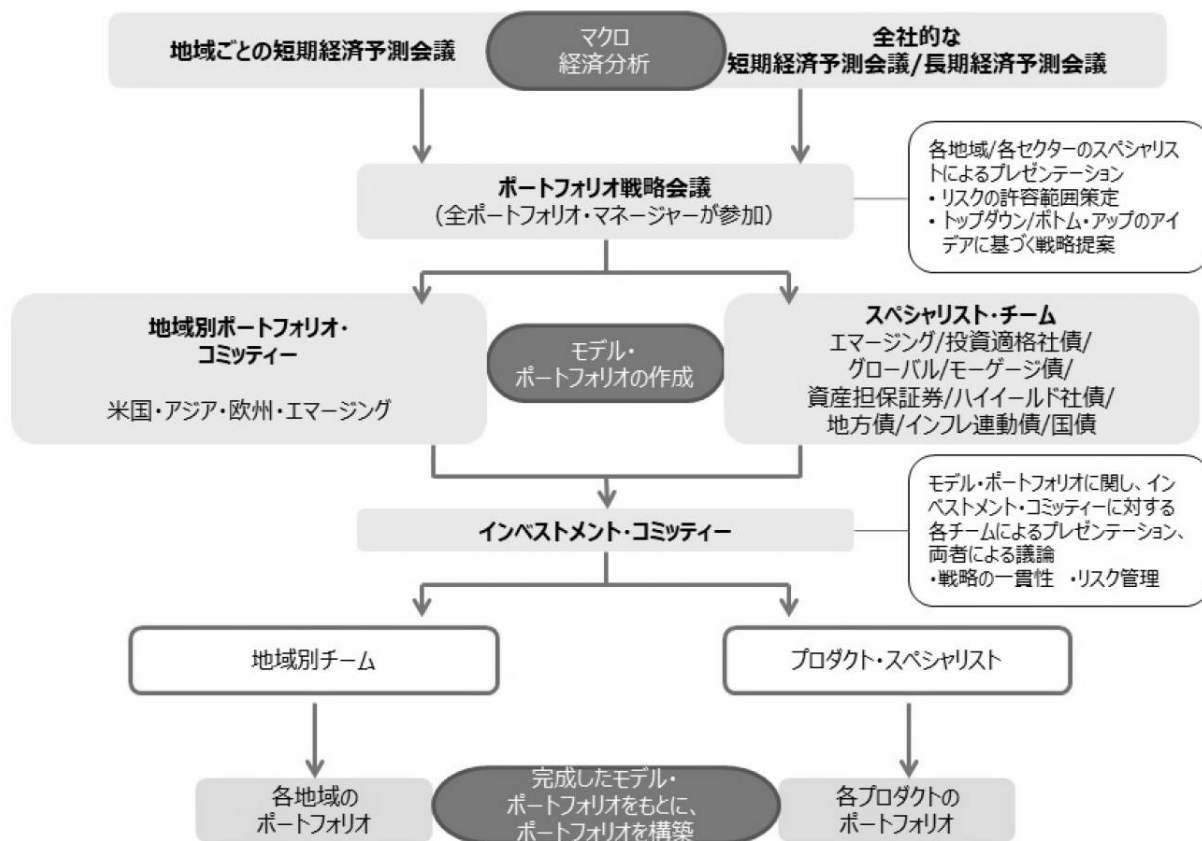 地域ごとの短期経済予測会議
マクロ
経済分析
全社的な
短期経済予測会議/長期経済予測会議
ポートフォリオ戦略会議
（全ポートフォリオ・マネージャーが参加）
各地域/各セクターのスペシャリス
トによるプレゼンテーション
・リスクの許容範囲策定
・トップダウン/ボトム・アップのアイ
デアに基づく戦略提案
地域別ポートフォリオ・
コミッティー
米国・アジア・欧州・エマージング
モデル・
ポートフォリオの作成
スペシャリスト・チーム
エマージング/投資適格社債/
グローバル/モーゲージ債/
資産担保証券/ハイイールド社債/
地方債/インフレ連動債/国債
インベストメント・コミッティー
モデル・ポートフォリオに関し、イン
ベストメント・コミッティーに対する
各チームによるプレゼンテーション、
両者による議論
・戦略の一貫性 ・リスク管理
地域別チーム
プロダクト・スペシャリスト
各地域の
ポートフォリオ
完成したモデル・
ポートフォリオをもとに、
ポートフォリオを構築
各プロダクトの
ポートフォリオ